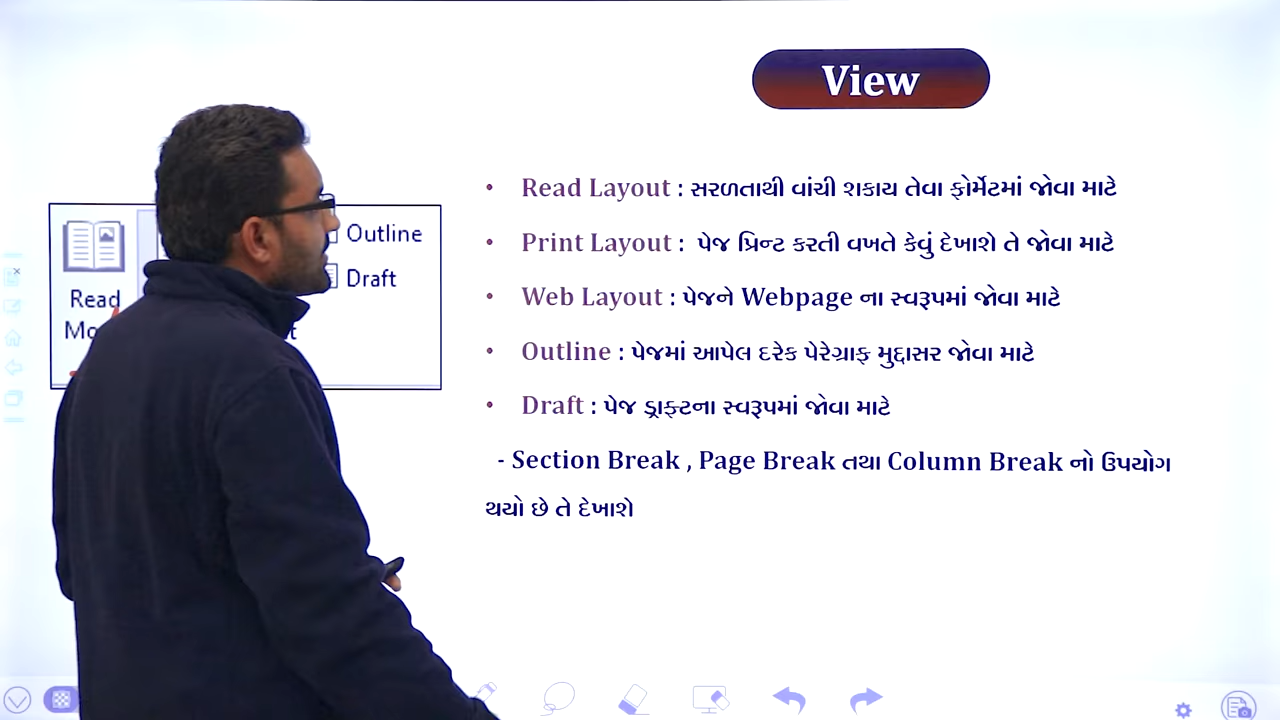 View
Outline
Draft
Read
• Read Layout : સરળતાથી વાંચી શકાય તેવા ફોર્મેટમાં જોવા માટે
• Print Layout : પેજ પ્રિન્ટ કરતી વખતે કેવું દેખાશે તે જોવા માટે
• Web Layout : પેજને Webpage ના સ્વરૂપમાં જોવા માટે
• Outline : પેજમાં આપેલ દરેક પેરેગ્રાફ મુદ્દાસર જોવા માટે
• Draft : પેજ ડ્રાફ્ટના સ્વરૂપમાં જોવા માટે
- Section Break , Page Break તથા Column Break નો ઉપયોગ
થયો છે તે દેખાશે